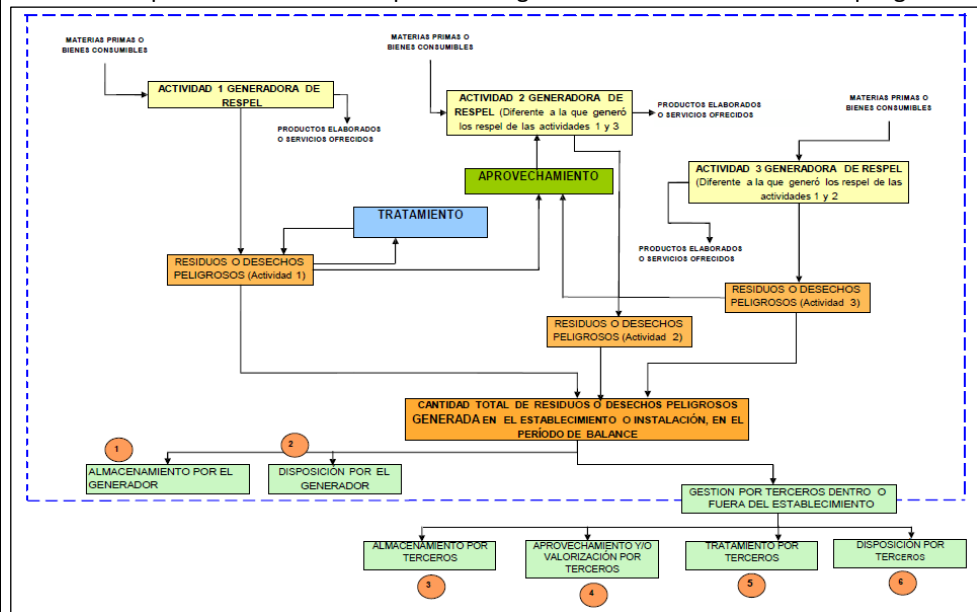 MATERIAS PRIMAS O
BIENES CONSUMIBLES
MATERIAS PRIMAS O
BIENES CONSUMIBLES
ACTIVIDAD 1 GENERADORA DE
RESPEL
ACTIVIDAD 2 GENERADORA DE
RESPEL (Diferente a la que generó
los respel de las actividades 1 y 3
MATERIAS PRIMAS O
BIENES CONSUMIBLES
PRODUCTOS ELABORADOS
O SERVICIOS OFRECIDOS
PRODUCTOS ELABORADOS
O SERVICIOS OFRECIDOS
ACTIVIDAD 3 GENERADORA DE RESPEL
(Diferente a la que generó los respel de las
actividades 1 y 2)
APROVECHAMIENTO
TRATAMIENTO
PRODUCTOS ELABORADOS
O SERVICIOS OFRECIDOS
RESIDUOS O DESECHOS
PELIGROSOS (Actividad 1)
RESIDUOS O DESECHOS
PELIGROSOS (Actividad 3)
RESIDUOS O DESECHOS
PELIGROSOS (Actividad 2)
CANTIDAD TOTAL DE RESIDUOS O DESECHOS PELIGROSOS
GENERADA EN EL ESTABLECIMIENTO O INSTALACIÓN, EN EL
PERÍODO DE BALANCE
1
2
ALMACENAMIENTO POR EL
GENERADOR
DISPOSICIÓN POR EL
GENERADOR
GESTION POR TERCEROS DENTRO O
FUERA DEL ESTABLECIMIENTO
ALMACENAMIENTO POR
TERCEROS
APROVECHAMIENTO Y/O
VALORIZACIÓN POR
TERCEROS
TRATAMIENTO POR
TERCEROS
DISPOSICIÓN POR
TERCEROS
3
4
5
6